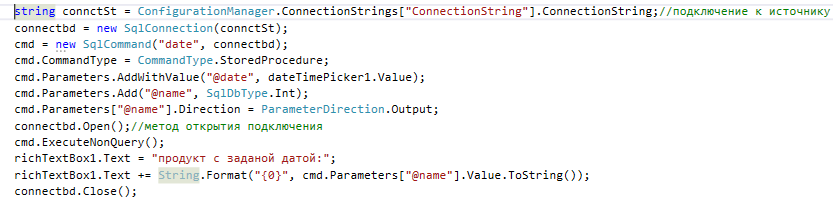 string connctSt = ConfigurationManager.ConnectionStrings["ConnectionString"].ConnectionString;//подключение к источнику
connectbd = new SqlConnection(connctSt);
cmd = new SqlCommand("date", connectbd);
cmd.CommandType = CommandType.StoredProcedure;
cmd.Parameters.AddWithValue("@date", dateTimePicker1.Value);
cmd.Parameters.Add("@name", SqlDbType.Int);
cmd.Parameters["@name"].Direction = ParameterDirection.Output;
connectbd.Open();//метод открытия подключения
cmd.ExecuteNonQuery();
richTextBox1.Text = "продукт с заданой датой:";
richTextBox1.Text += String.Format("{0}", cmd.Parameters["@name"].Value.ToString());
connectbd.Close();